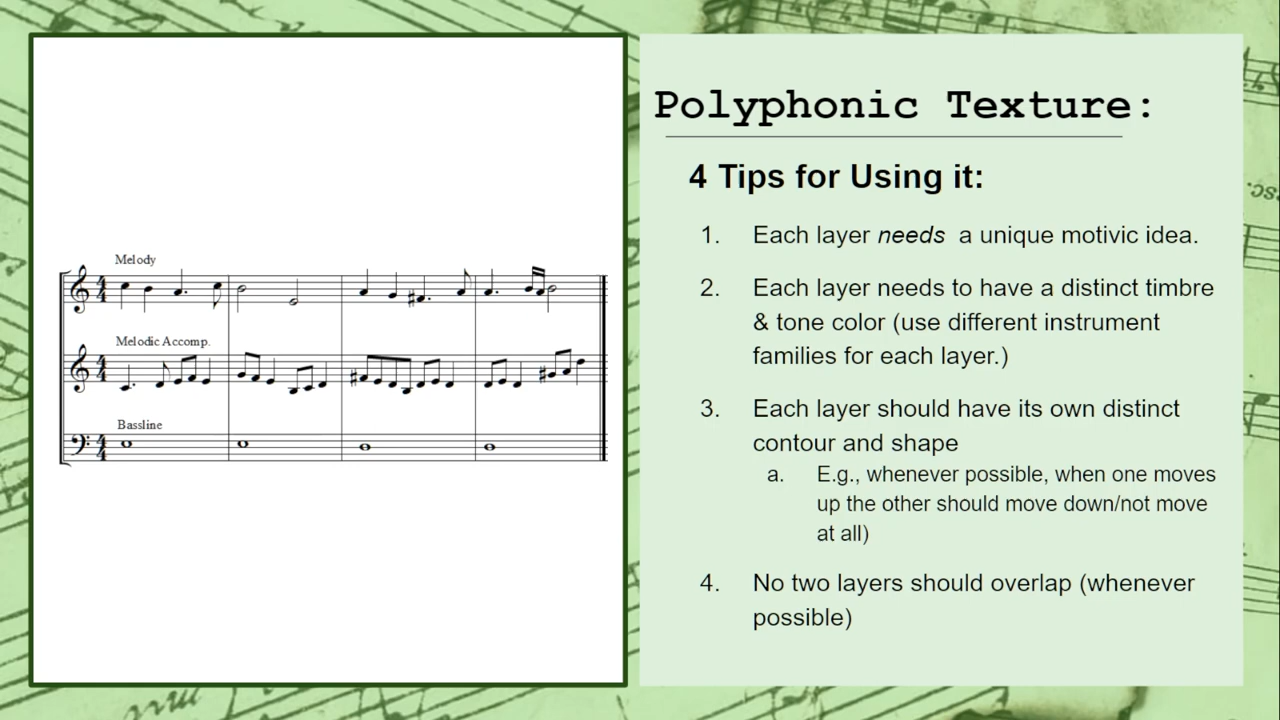 Polyphonic Texture:
4 Tips for Using it:
1. Each layer needs a unique motivic idea.
2. Each layer needs to have a distinct timbre
& tone color (use different instrument
families for each layer.)
3. Each layer should have its own distinct
contour and shape
a. E.g., whenever possible, when one moves
up the other should move down/not move
at all)
4. No two layers should overlap (whenever
possible)
Melody
Melodic Accomp.
Bassline